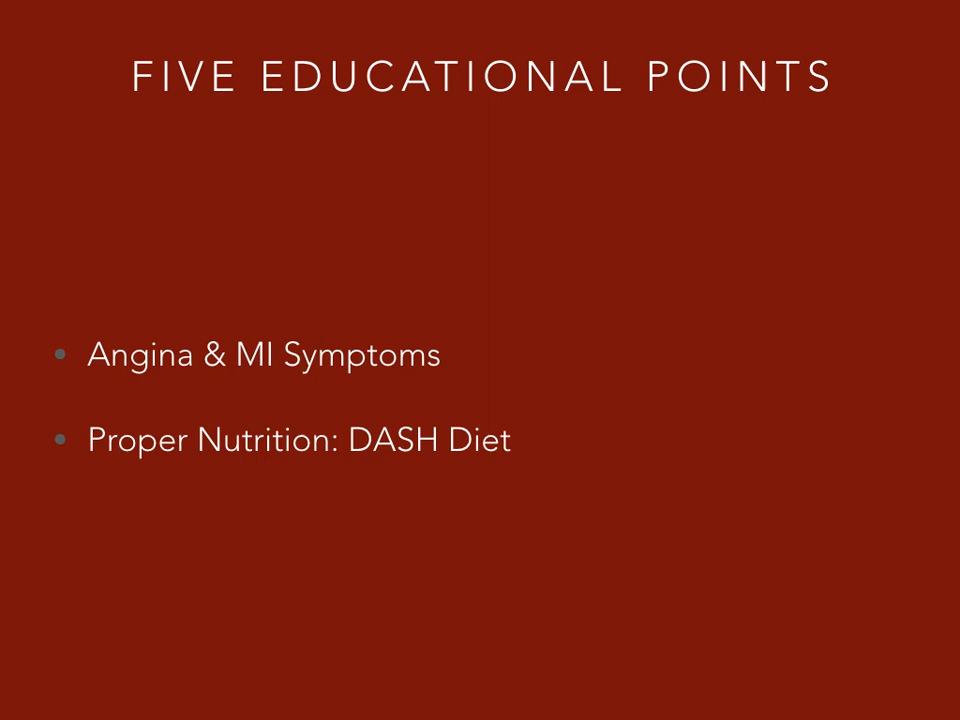 FIVE EDUCATIONAL POINTS
• Angina & MI Symptoms
• Proper Nutrition: DASH Diet